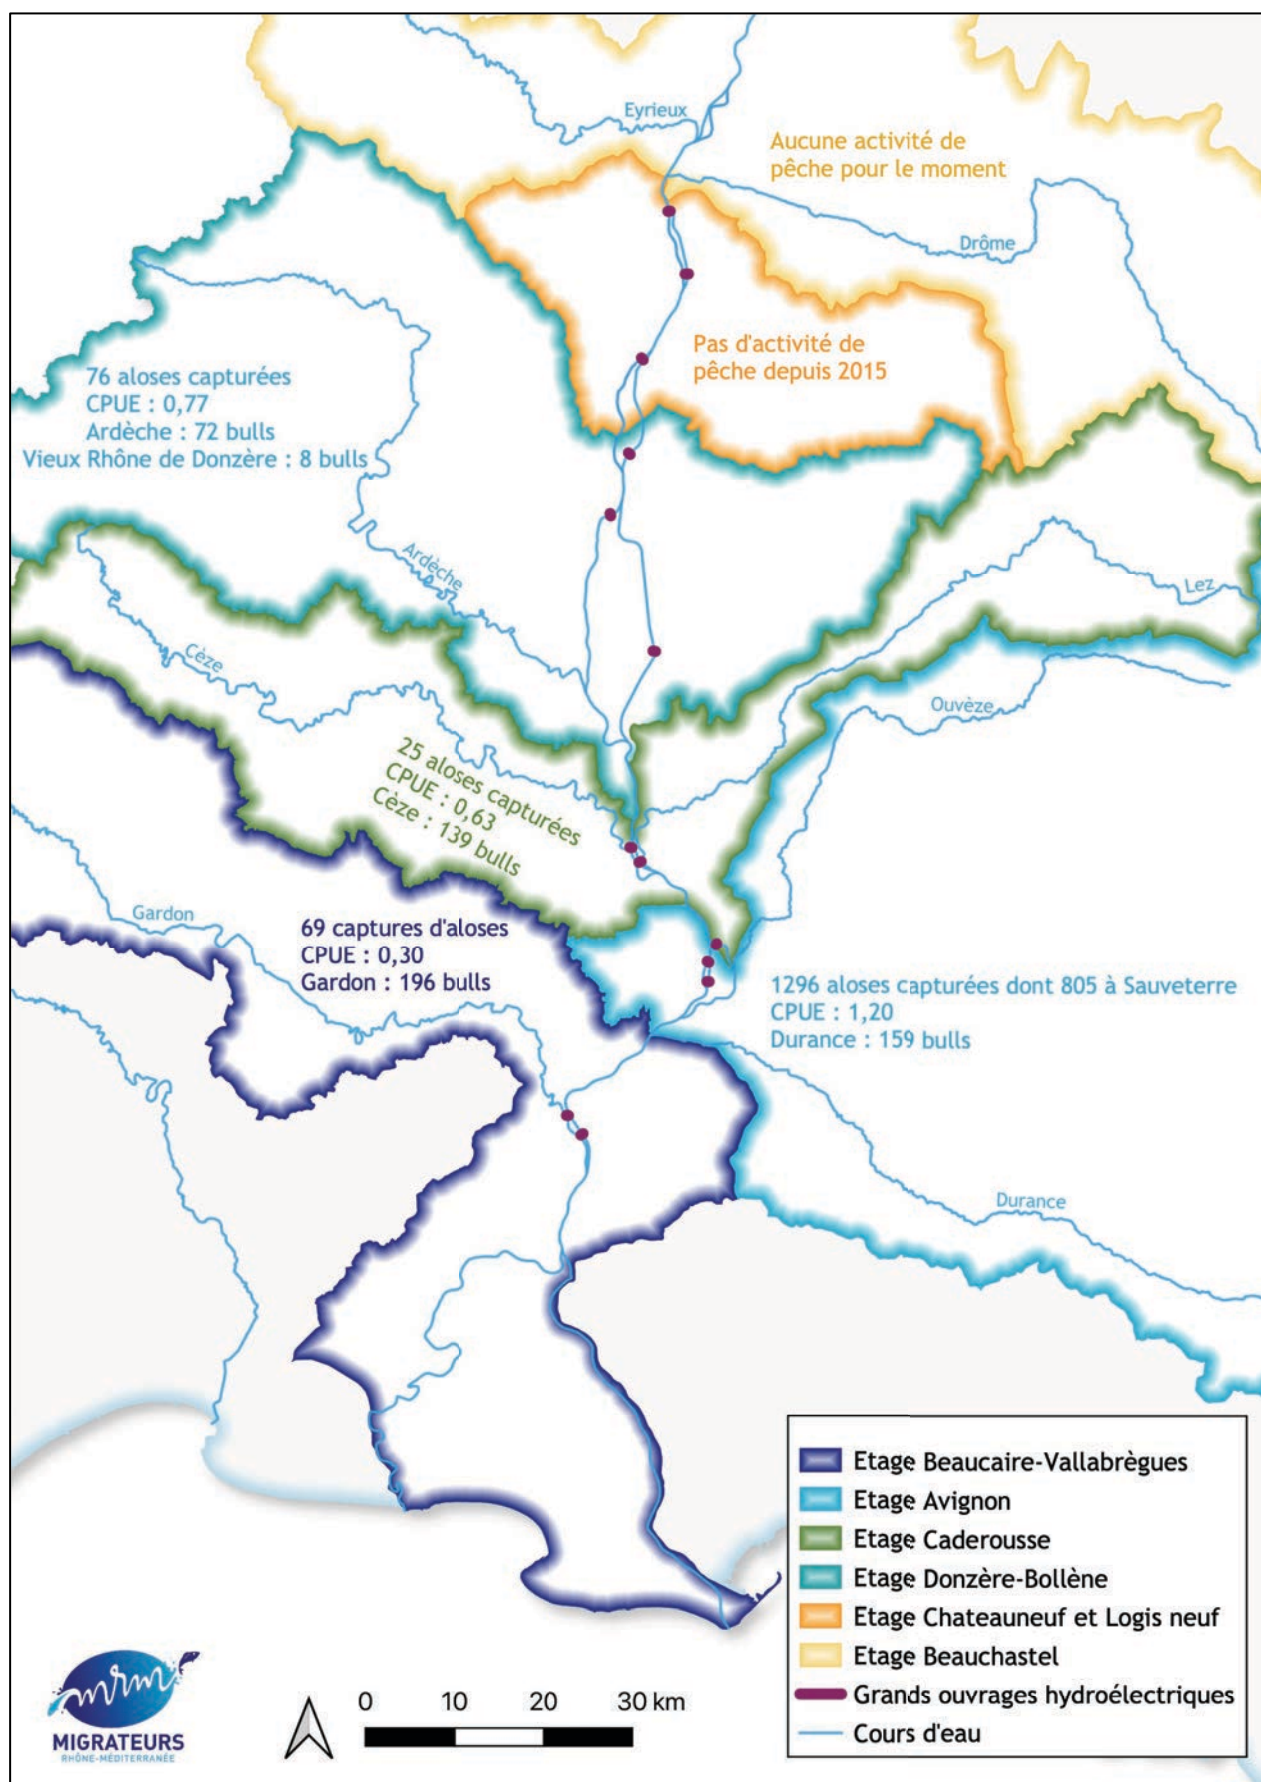 Eyrieux
Aucune activité de
pêche pour le moment
Drôme
Pas d'activité de
pêche depuis 2015
76 aloses capturées
CPUE : 0,77
Ardèche : 72 bulls
Vieux Rhône de Donzère : 8 bulls
Ardèche
Lez
Cèze
Ouvèze
25 aloses capturées
CPUE : 0,63
Cèze : 139 bulls
Gardon
69 captures d'aloses
CPUE : 0,30
Gardon : 196 bulls
1296 aloses capturées dont 805 à Sauveterre
CPUE : 1,20
Durance : 159 bulls
Durance
Etage Beaucaire-Vallabrègues
Etage Avignon
Etage Caderousse
Etage Donzère-Bollène
Etage Chateauneuf et Logis neuf
Etage Beauchastel
Grands ouvrages hydroélectriques
Cours d'eau
mrm
MIGRATEURS
RHÔNE-MÉDITERRANÉE
0 10 20 30 km